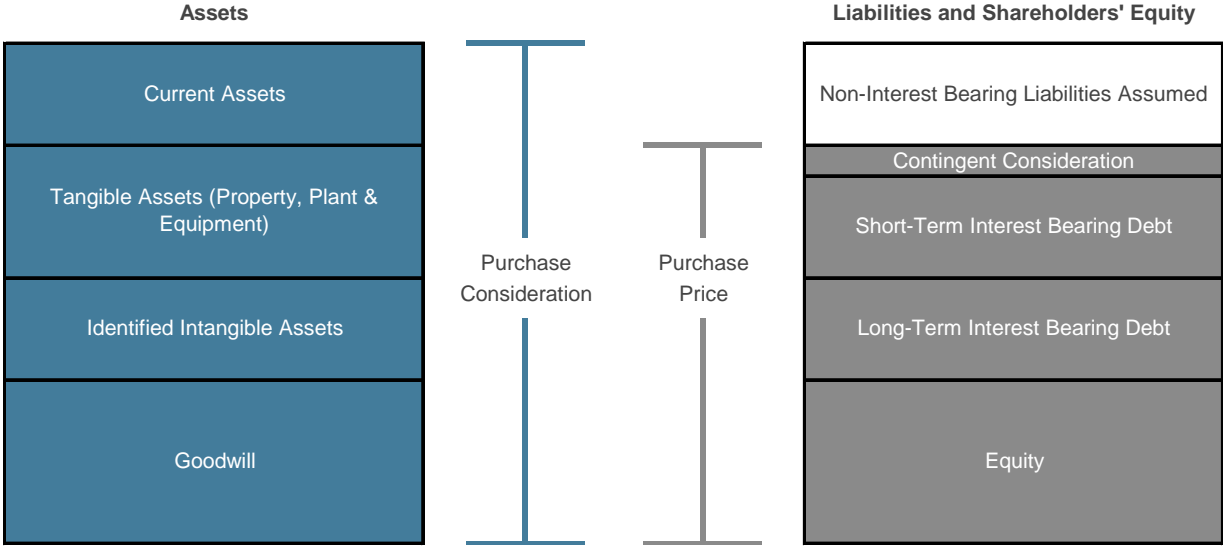 Assets
Liabilities and Shareholders' Equity
Current Assets
Non-Interest Bearing Liabilities Assumed
Contingent Consideration
Tangible Assets (Property, Plant &
Equipment)
Short-Term Interest Bearing Debt
Purchase
Consideration
Purchase
Price
Identified Intangible Assets
Long-Term Interest Bearing Debt
Goodwill
Equity